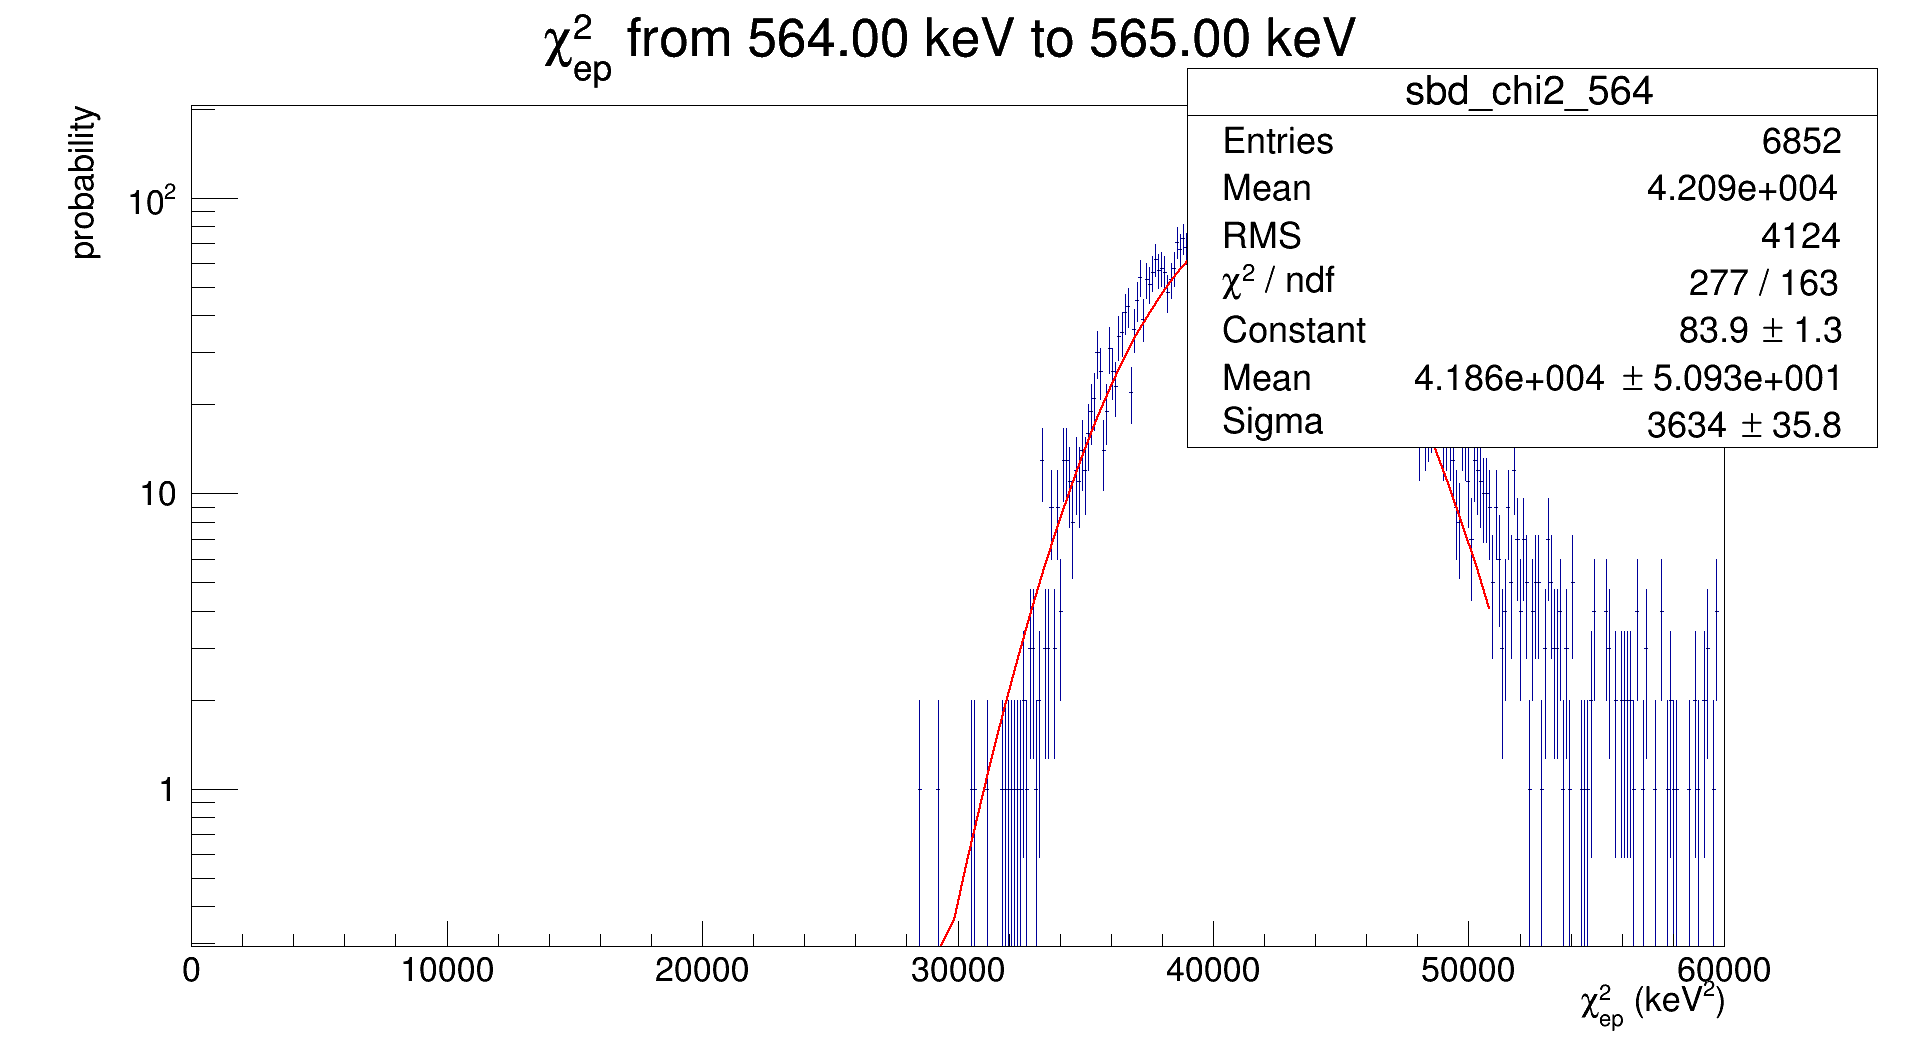 χ²ep from 564.00 keV to 565.00 keV
sbd_chi2_564
Entries 6852
Mean 4.209e+004
RMS 4124
χ² / ndf 277 / 163
Constant 83.9 ± 1.3
Mean 4.186e+004 ± 5.093e+001
Sigma 3634 ± 35.8
probability
10²
10
1
0 10000 20000 30000 40000 50000 60000
χ²ep (keV²)